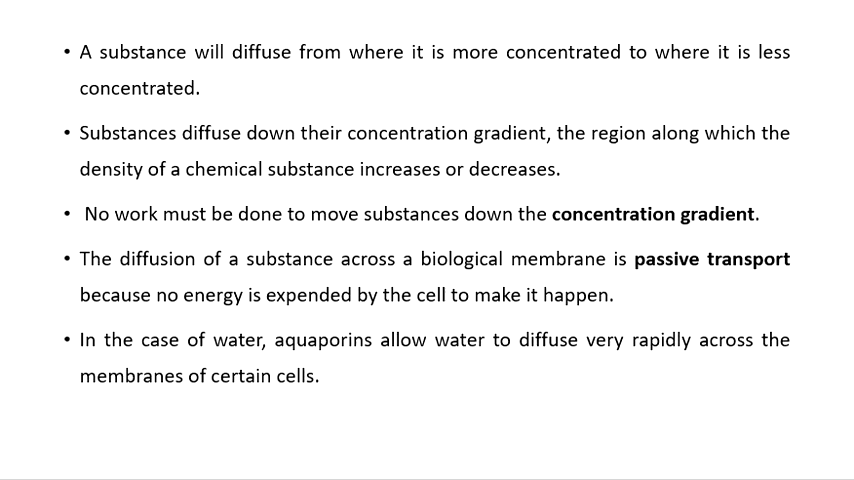 • A substance will diffuse from where it is more concentrated to where it is less
concentrated.
• Substances diffuse down their concentration gradient, the region along which the
density of a chemical substance increases or decreases.
• No work must be done to move substances down the concentration gradient.
• The diffusion of a substance across a biological membrane is passive transport
because no energy is expended by the cell to make it happen.
• In the case of water, aquaporins allow water to diffuse very rapidly across the
membranes of certain cells.